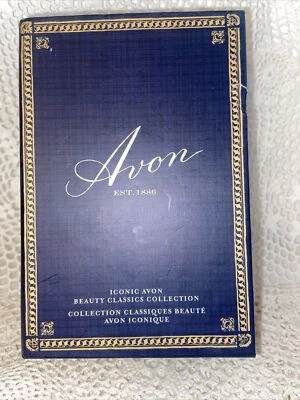 Avon
EST. 1886
ICONIC AVON
BEAUTY CLASSICS COLLECTION
COLLECTION CLASSIQUES BEAUTÉ
AVON ICONIQUE